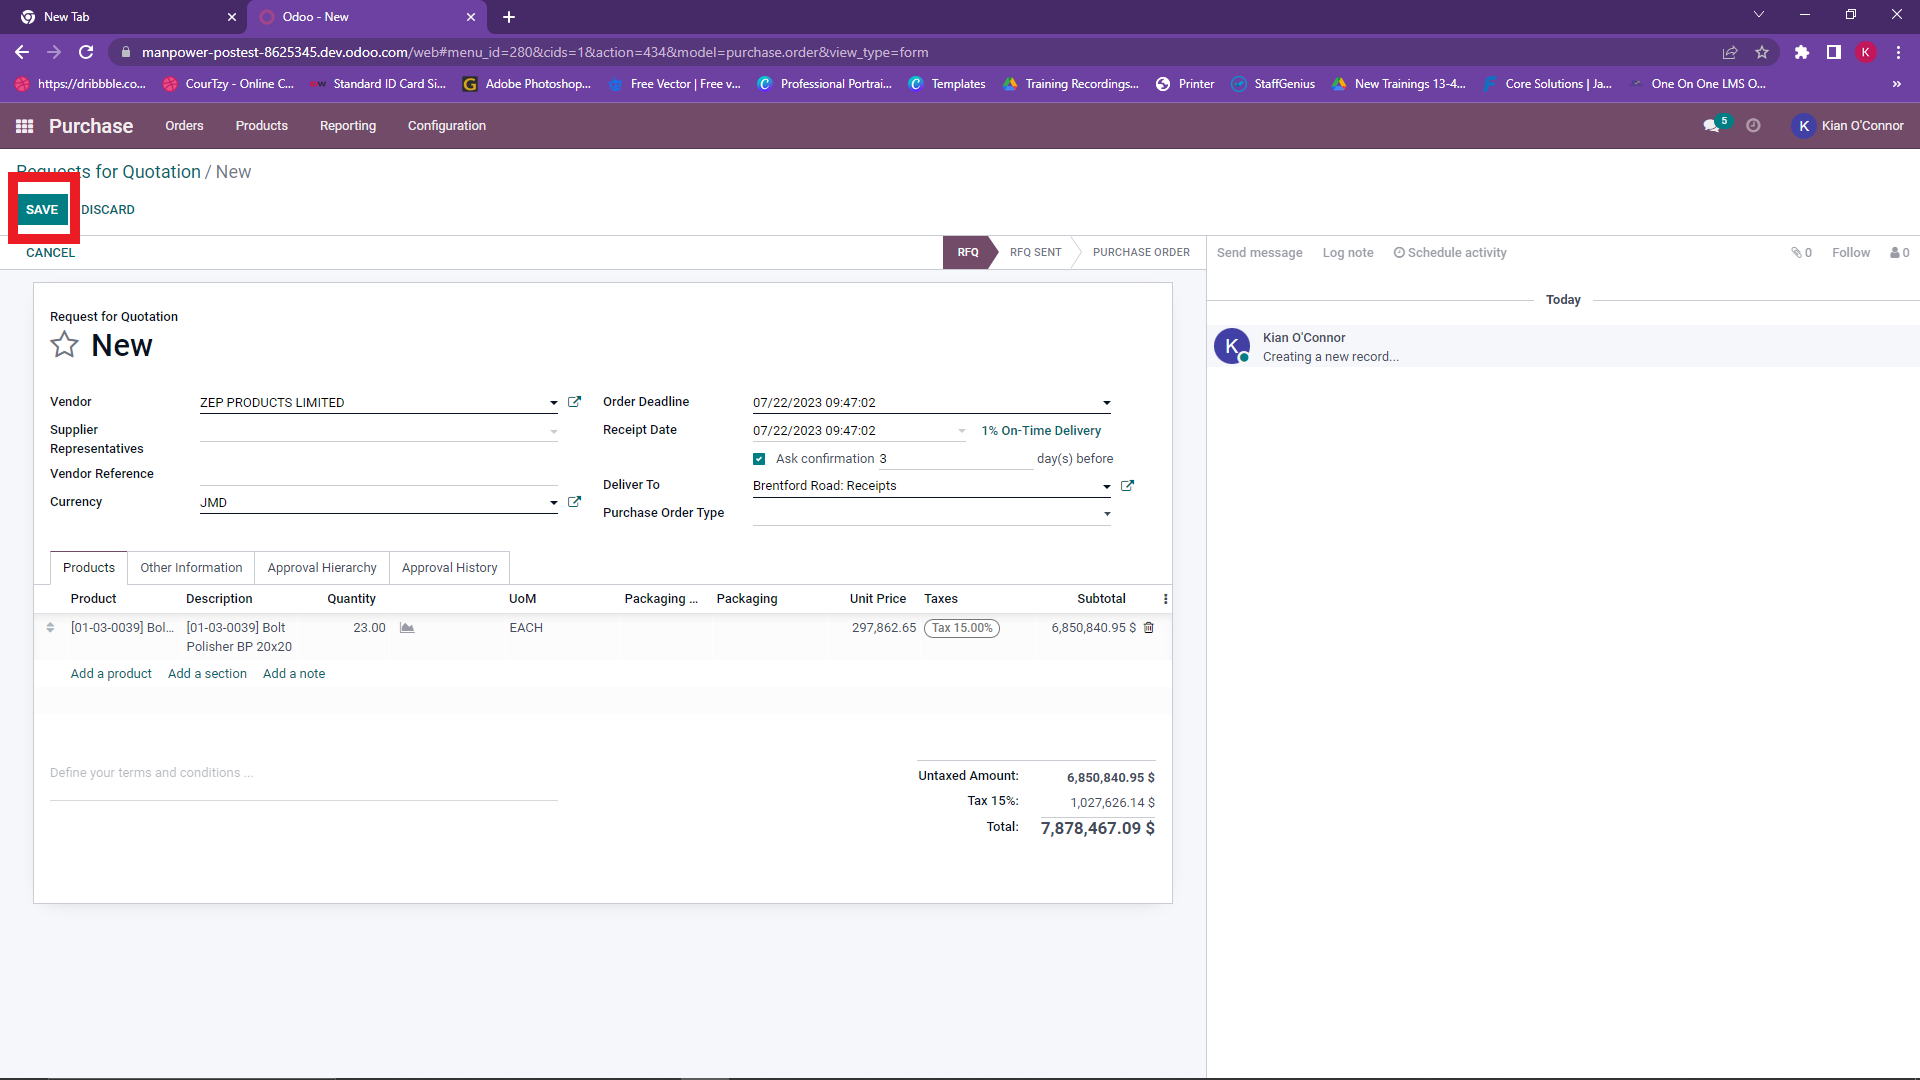 New Tab
Odoo - New
manpower-postest-8625345.dev.odoo.com/web#menu_id=280&cids=1&action=434&model=purchase.order&view_type=form
K
https://dribbble.co... CourTzy - Online C... Standard ID Card Si... Adobe Photoshop,... Free Vector | Free v... Professional Portrai... Templates Training Recordings... Printer StaffGenius New Trainings 13-4... Core Solutions | Ja... One On One LMS O... »
Purchase Orders Products Reporting Configuration 5 K Kian O'Connor
Requests for Quotation / New
SAVE DISCARD
CANCEL RFQ RFQ SENT PURCHASE ORDER Send message Log note Schedule activity 0 Follow 0
Today
K Kian O'Connor
Creating a new record...
Request for Quotation
New
Vendor ZEP PRODUCTS LIMITED
Supplier Representatives
Vendor Reference
Currency JMD
Order Deadline 07/22/2023 09:47:02
Receipt Date 07/22/2023 09:47:02 1% On-Time Delivery
Ask confirmation 3 day(s) before
Deliver To Brentford Road: Receipts
Purchase Order Type
Products Other Information Approval Hierarchy Approval History
Product Description Quantity UoM Packaging ... Packaging Unit Price Taxes Subtotal
[01-03-0039] Bol... [01-03-0039] Bolt 23.00 EACH 297,862.65 Tax 15.00% 6,850,840.95 $
Polisher BP 20x20
Add a product Add a section Add a note
Define your terms and conditions ...
Untaxed Amount: 6,850,840.95 $
Tax 15%: 1,027,626.14 $
Total: 7,878,467.09 $